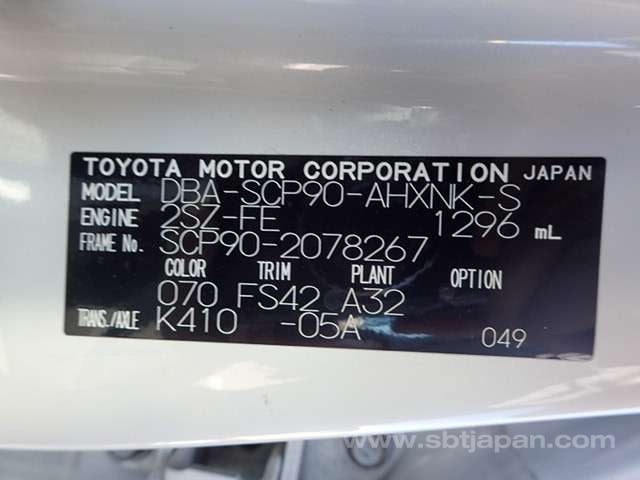 TOYOTA MOTOR CORPORATION JAPAN
MODEL DBA-SCP90-AHXNK-S
ENGINE 2SZ-FE 1296 mL
FRAME No. SCP90-2078267
COLOR TRIM PLANT OPTION
070 FS42 A32
TRANS./AXLE K410 -05A 049
www.sbtjapan.com